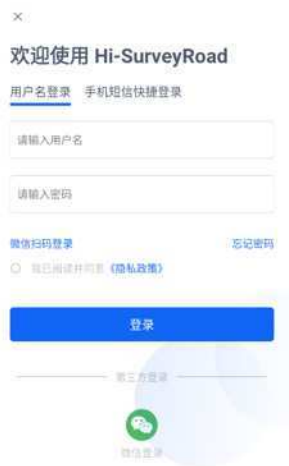 欢迎使用 Hi-SurveyRoad
用户名登录 手机短信快捷登录
请输入用户名
请输入密码
微信扫码登录 忘记密码
我已阅读并同意《隐私政策》
登录
第三方登录
微信登录